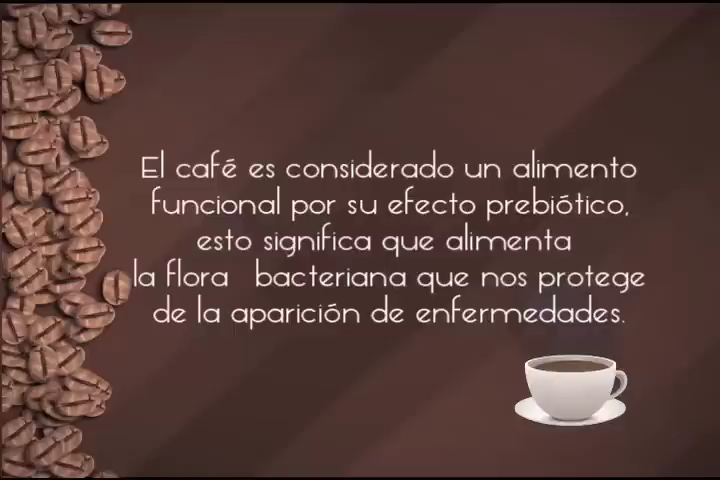 El café es considerado un alimento
funcional por su efecto prebiótico,
esto significa que alimenta
la flora bacteriana que nos protege
de la aparición de enfermedades.